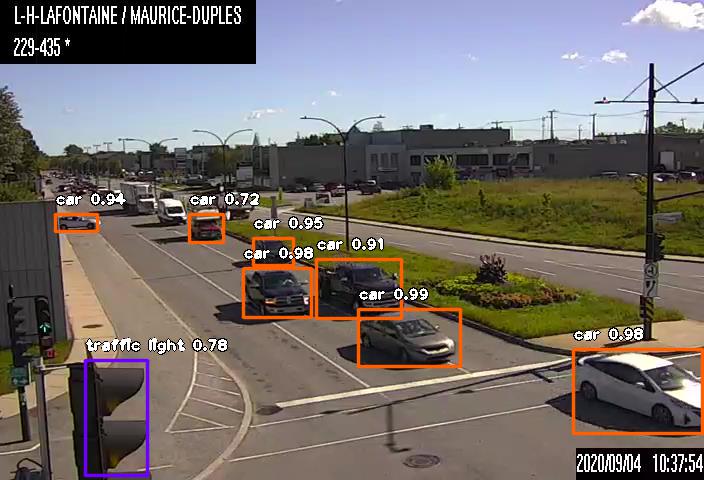 L-H-LAFONTAINE / MAURICE-DUPLES
229-435 *
car 0.94
car 0.72
car 0.95
car 0.98
car 0.91
car 0.99
car 0.98
traffic light 0.78
2020/09/04 10:37:54